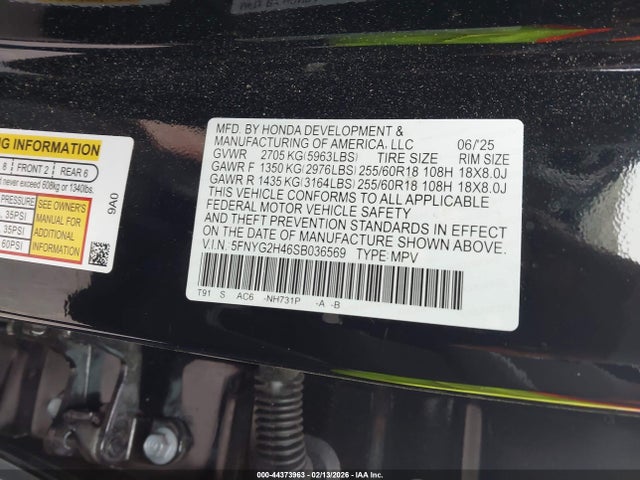 NG INFORMATION
8 FRONT 2 REAR 6
never exceed 608kg or 1340lbs.
PRESSURE
35PSI
35PSI
60PSI
SEE OWNER'S
MANUAL FOR
ADDITIONAL
INFORMATION
9A0
MFD. BY HONDA DEVELOPMENT &
MANUFACTURING OF AMERICA, LLC 06/'25
GVWR 2705 KG(5963LBS) TIRE SIZE RIM SIZE
GAWR F 1350 KG(2976LBS) 255/60R18 108H 18X8.0J
GAWR R 1435 KG(3164LBS) 255/60R18 108H 18X8.0J
THIS VEHICLE CONFORMS TO ALL APPLICABLE
FEDERAL MOTOR VEHICLE SAFETY
AND THEFT PREVENTION STANDARDS IN EFFECT
ON THE DATE OF MANUFACTURE SHOWN ABOVE.
V.I.N. 5FNYG2H46SB036569 TYPE: MPV
T91 S AC6 -NH731P -A -B
000-44373963 - 02/13/2026 - IAAI Inc.